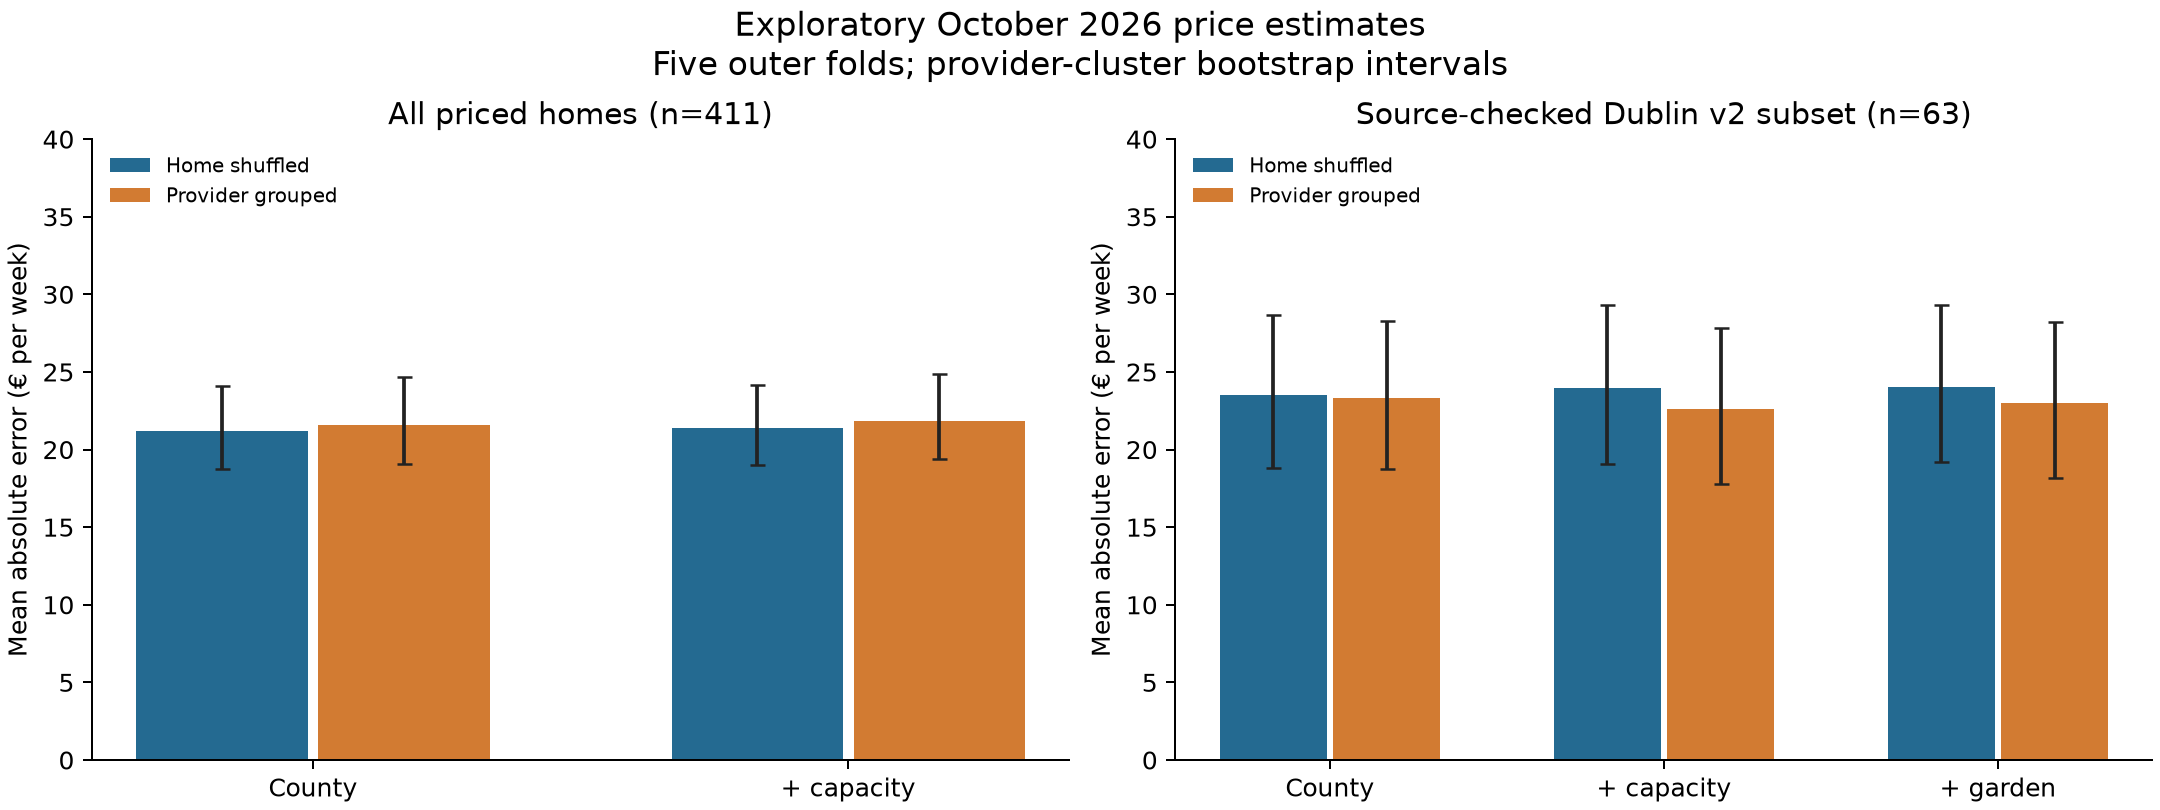 Exploratory October 2026 price estimates
Five outer folds; provider-cluster bootstrap intervals
All priced homes (n=411)
Mean absolute error (€ per week)
40
35
30
25
20
15
10
5
0
Home shuffled
Provider grouped
County
+ capacity
Source-checked Dublin v2 subset (n=63)
Mean absolute error (€ per week)
40
35
30
25
20
15
10
5
0
Home shuffled
Provider grouped
County
+ capacity
+ garden